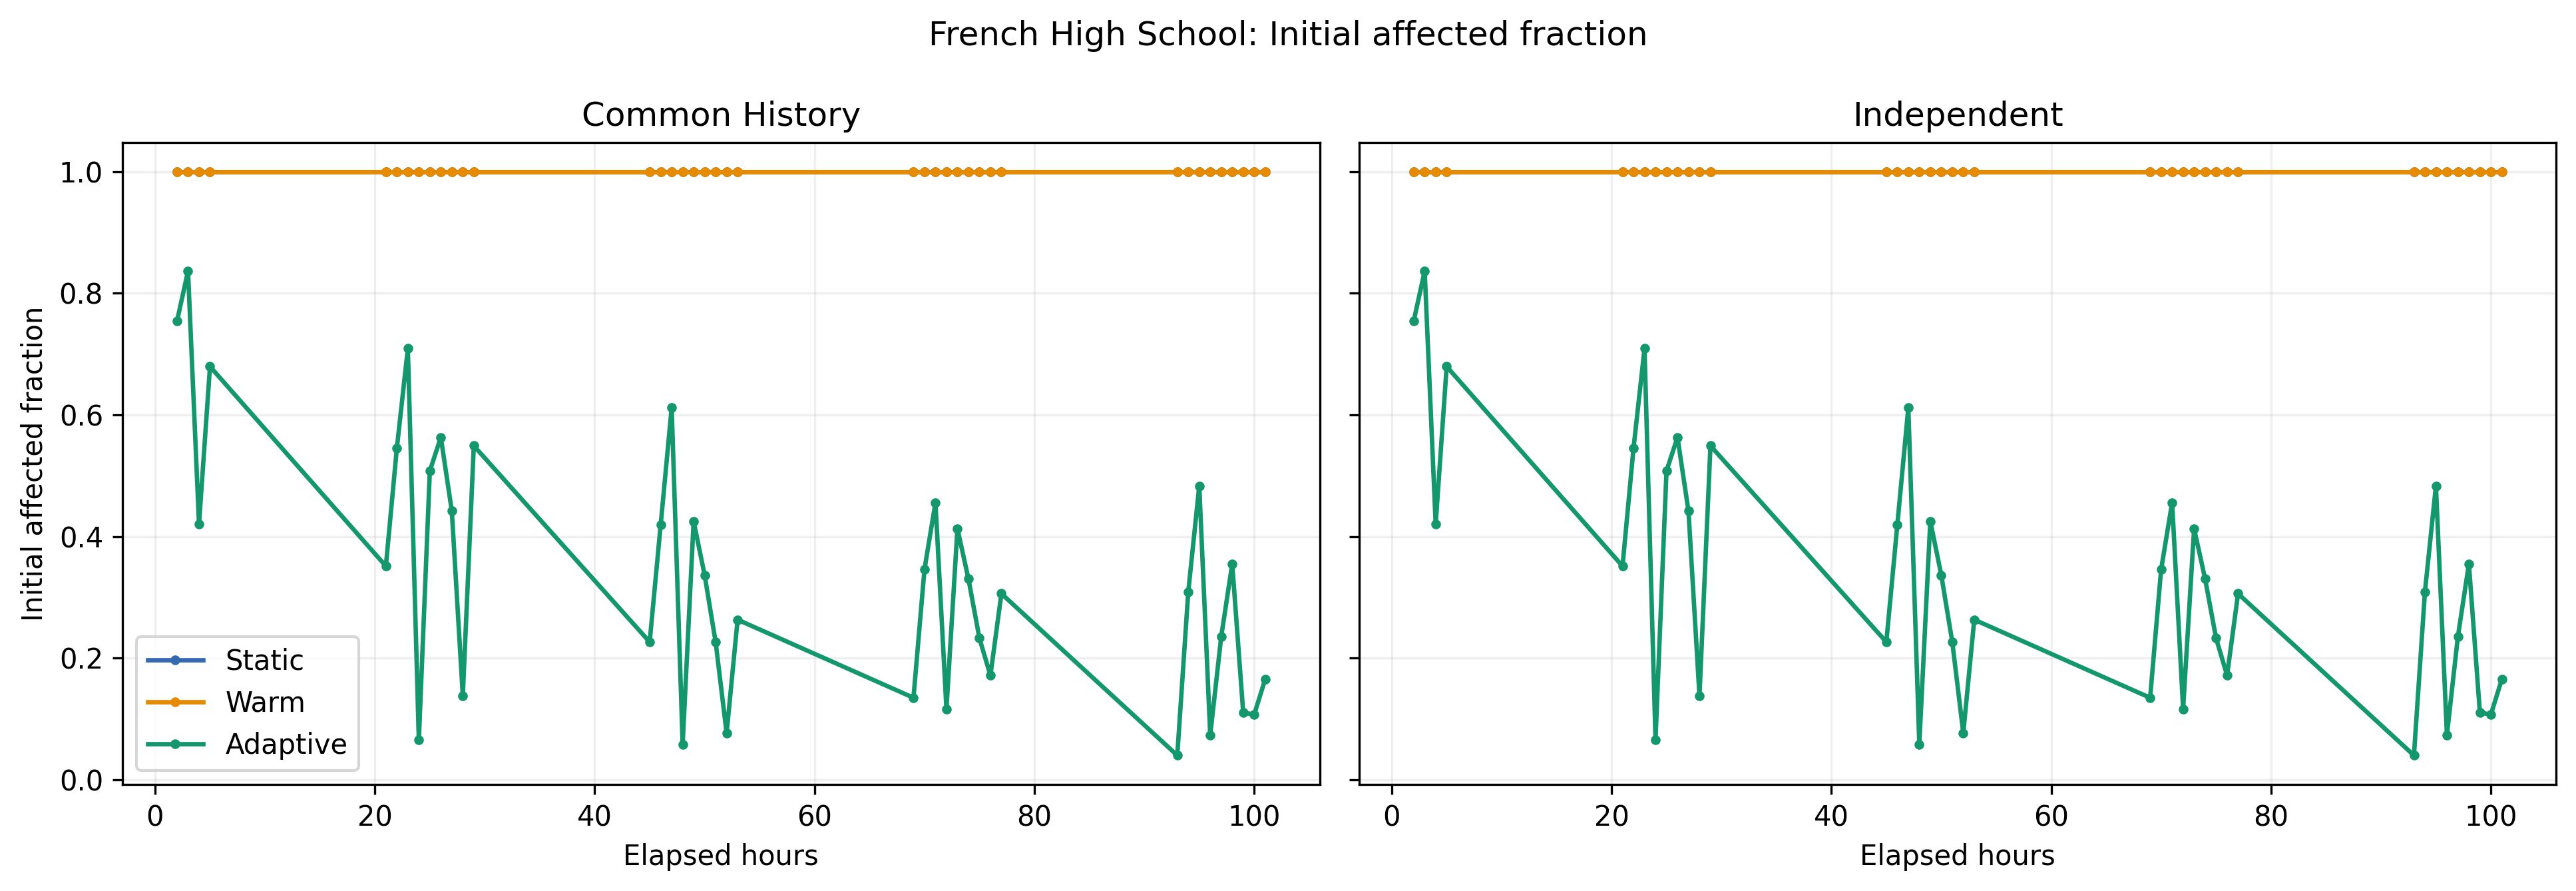 French High School: Initial affected fraction
Common History
Independent
Initial affected fraction
1.0
0.8
0.6
0.4
0.2
0.0
Static
Warm
Adaptive
0 20 40 60 80 100
0 20 40 60 80 100
Elapsed hours
Elapsed hours